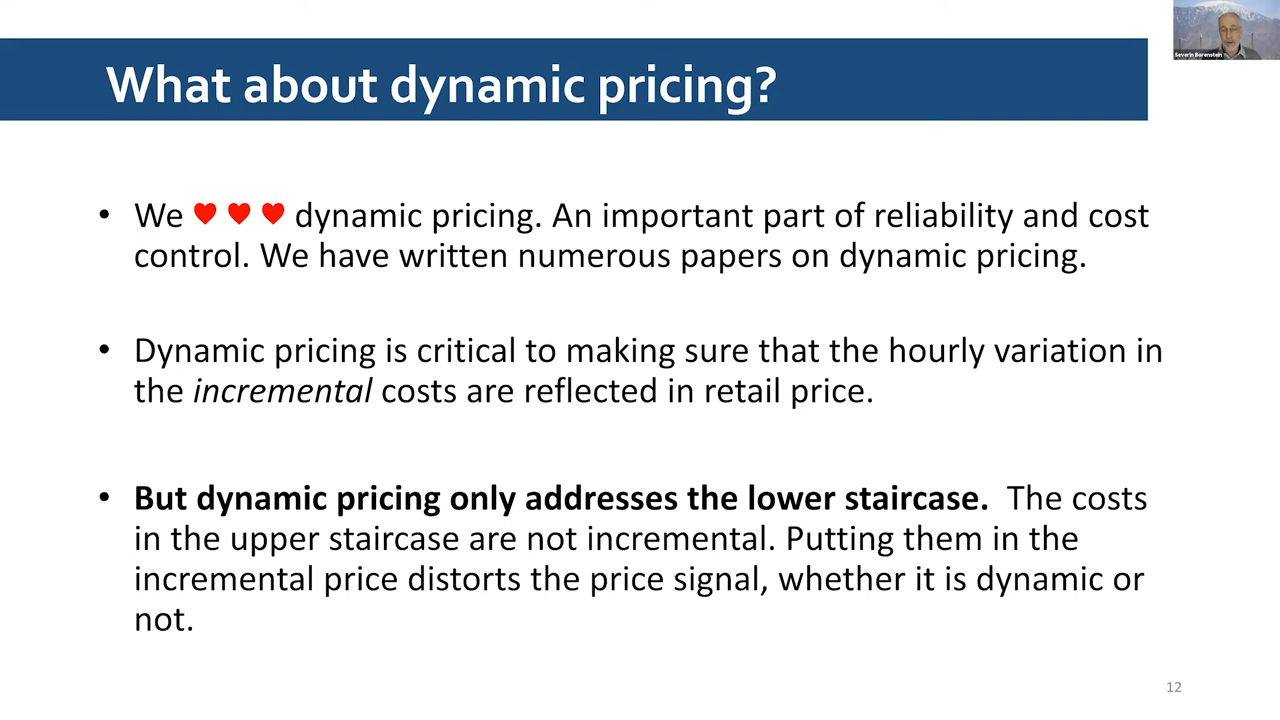 What about dynamic pricing?
Severin Borenstein
• We ♥ ♥ ♥ dynamic pricing. An important part of reliability and cost
control. We have written numerous papers on dynamic pricing.
• Dynamic pricing is critical to making sure that the hourly variation in
the incremental costs are reflected in retail price.
• But dynamic pricing only addresses the lower staircase. The costs
in the upper staircase are not incremental. Putting them in the
incremental price distorts the price signal, whether it is dynamic or
not.
12